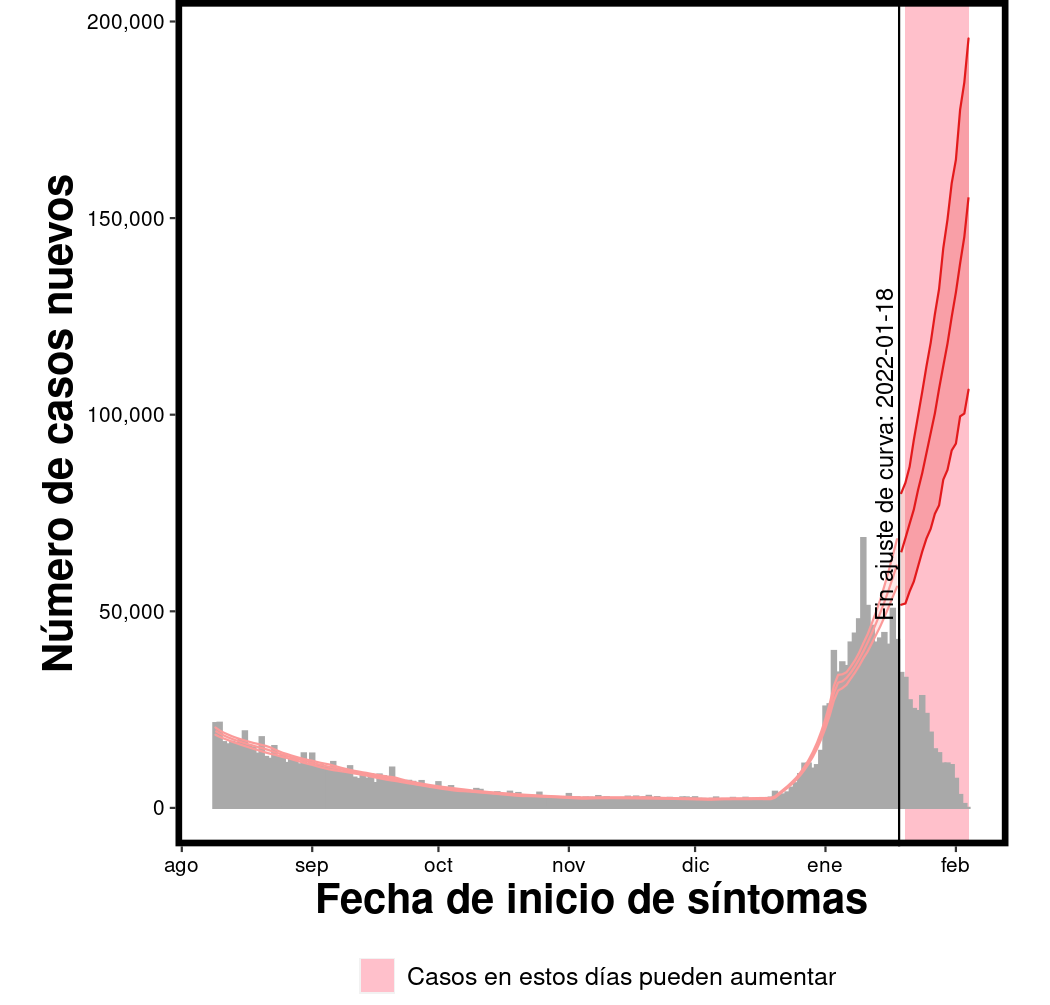 200,000
150,000
100,000
50,000
0
Número de casos nuevos
Fin ajuste de curva: 2022-01-18
ago sep oct nov dic ene feb
Fecha de inicio de síntomas
Casos en estos días pueden aumentar